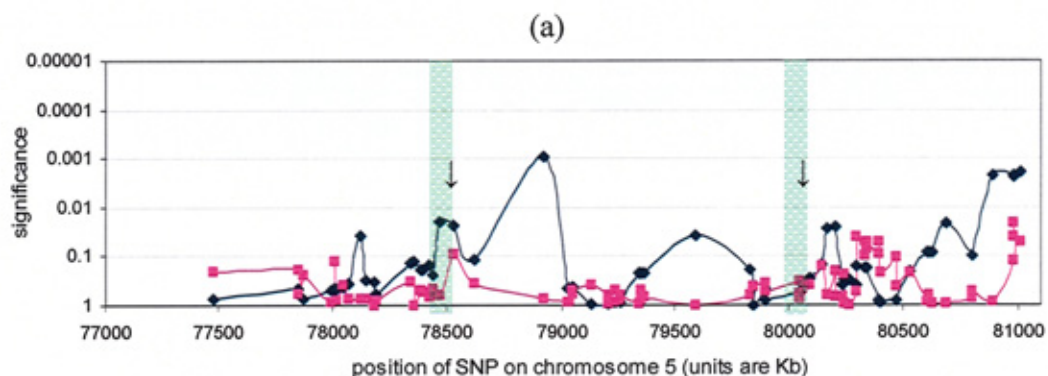 (a)
0.00001
0.0001
0.001
0.01
0.1
1
significance
77000 77500 78000 78500 79000 79500 80000 80500 81000
position of SNP on chromosome 5 (units are Kb)